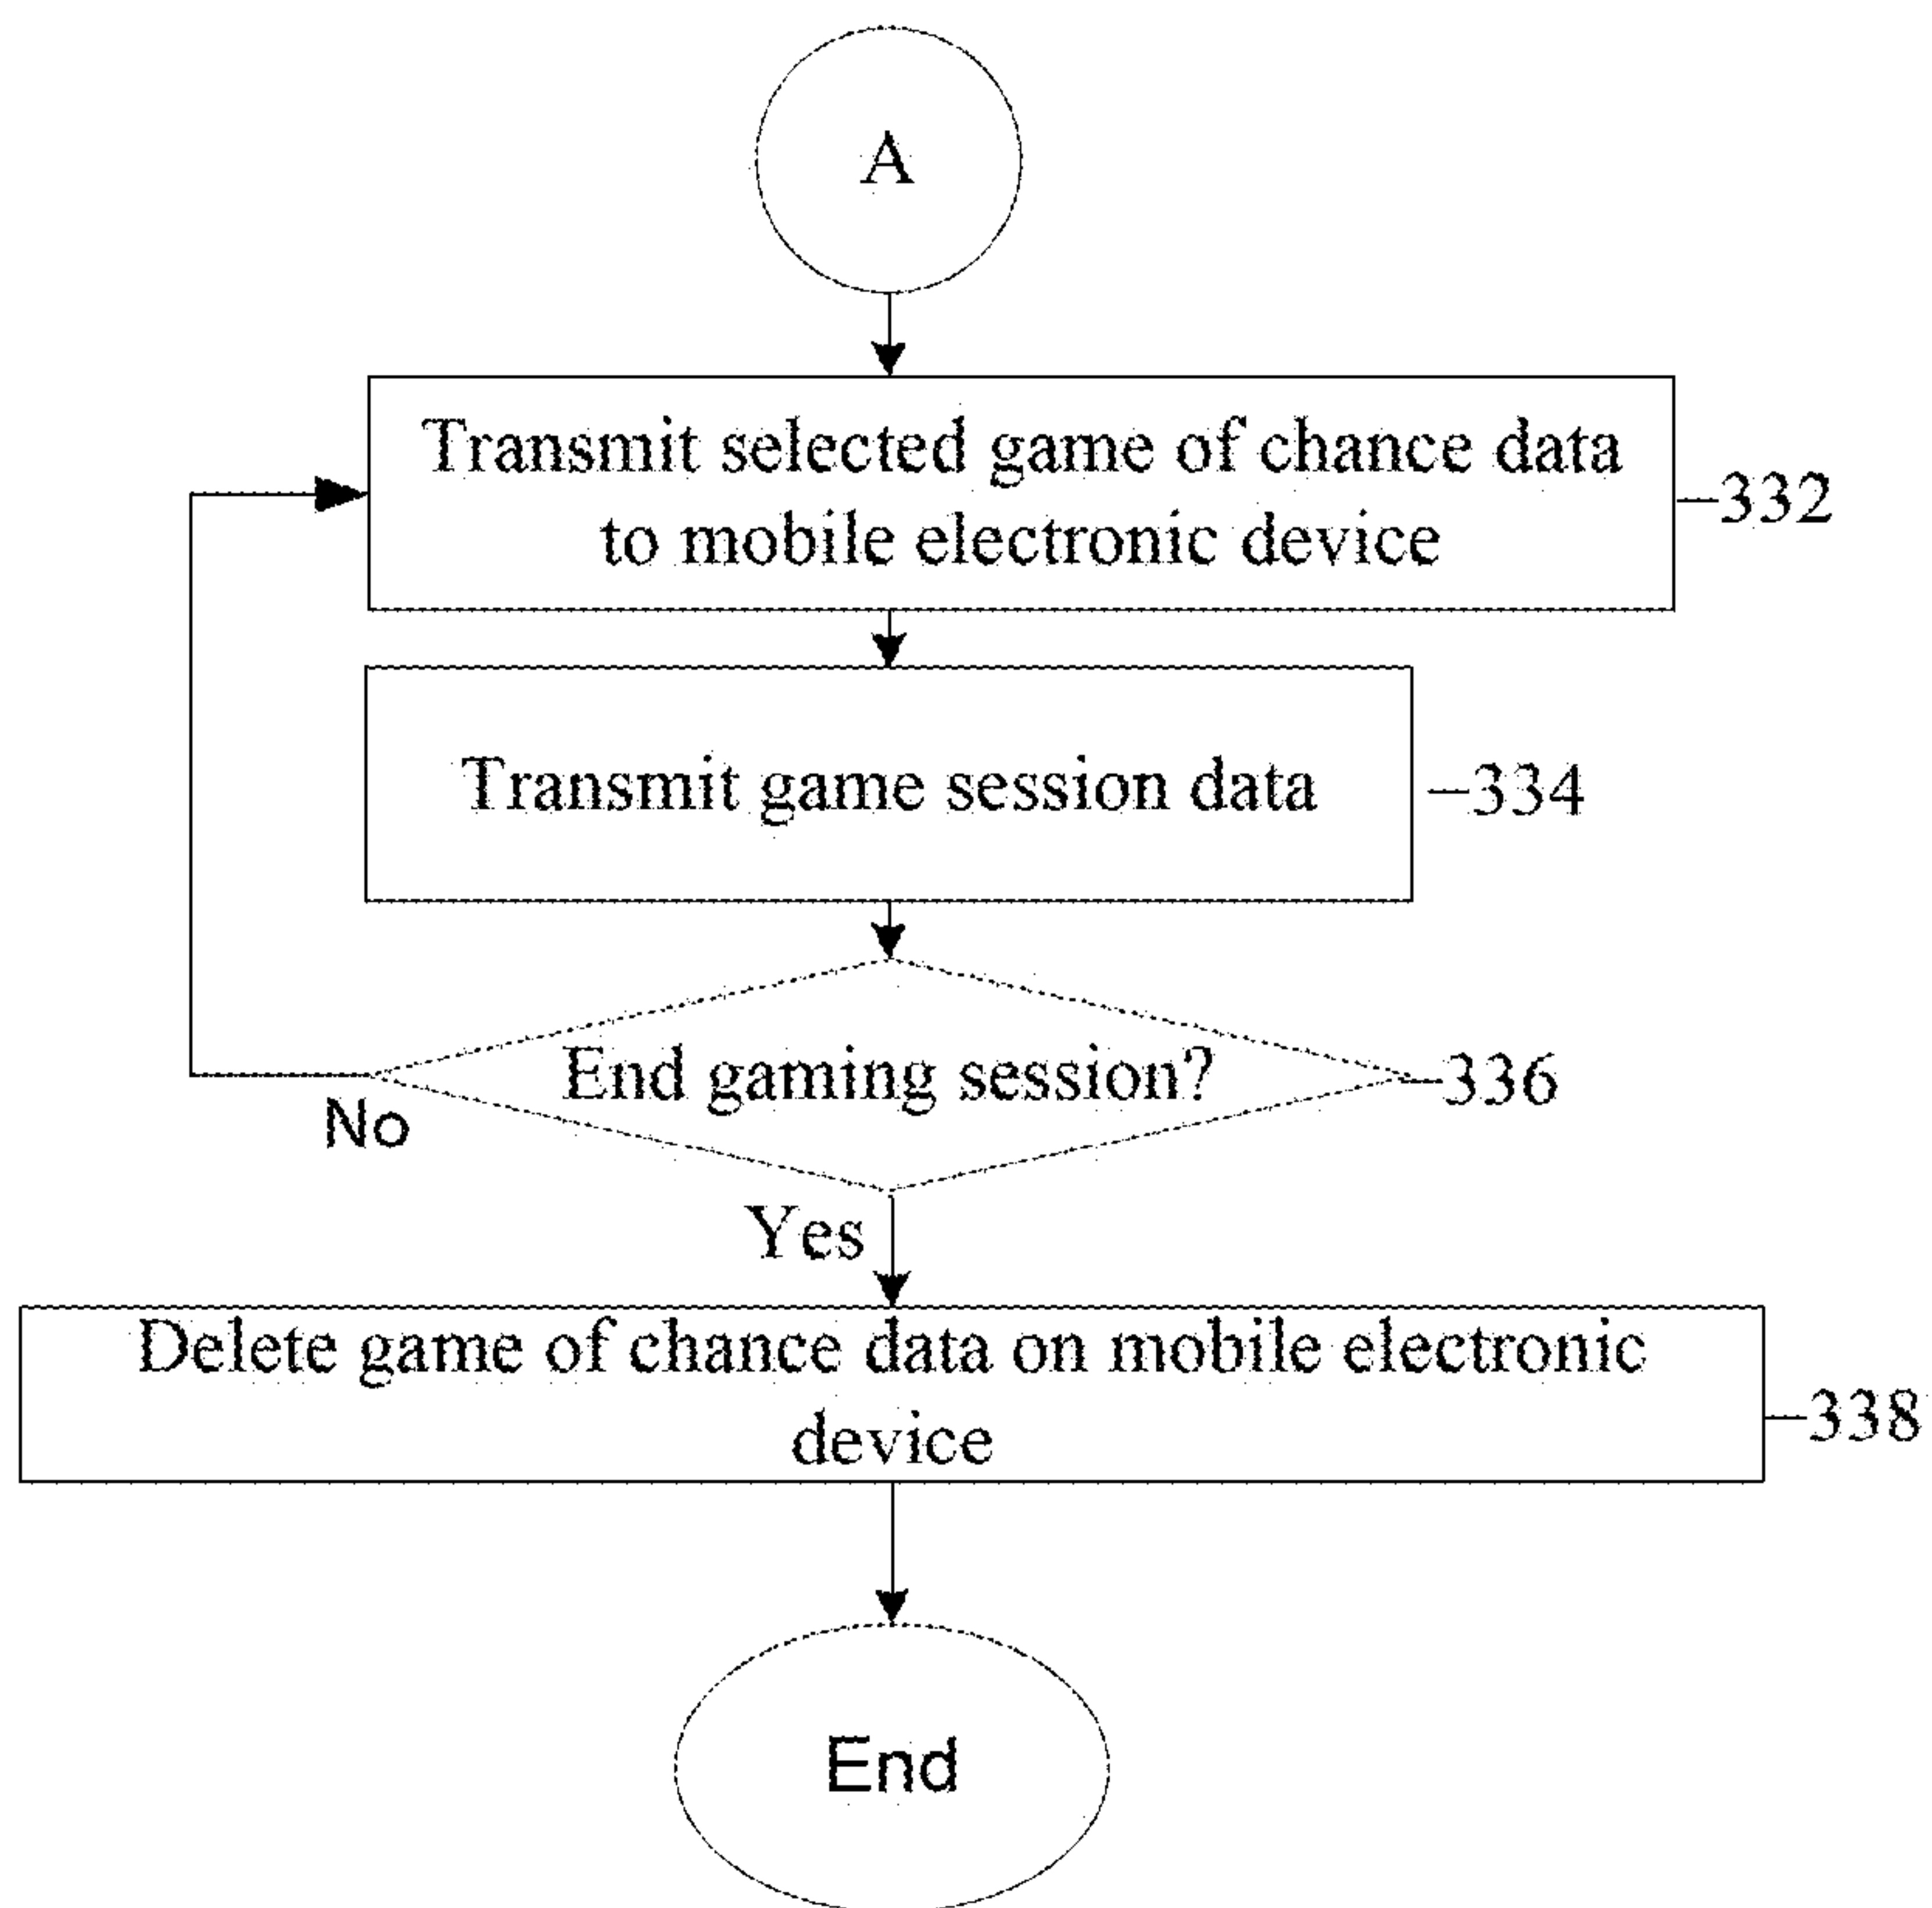 A
Transmit selected game of chance data
to mobile electronic device
332
Transmit game session data
334
End gaming session?
336
No
Yes
Delete game of chance data on mobile electronic
device
338
End